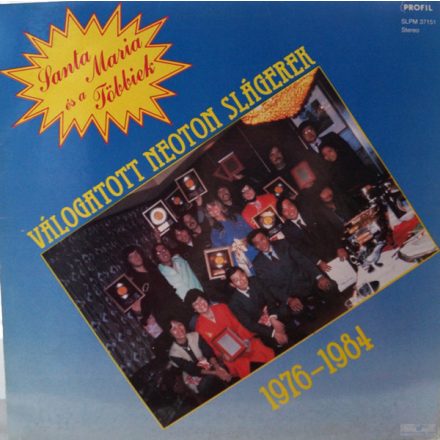 PROFIL
SLPM 37151
Stereo
Santa
Maria
és a
Többiek
VÁLOGATOTT NEOTON SLÁGEREK
1976-1984